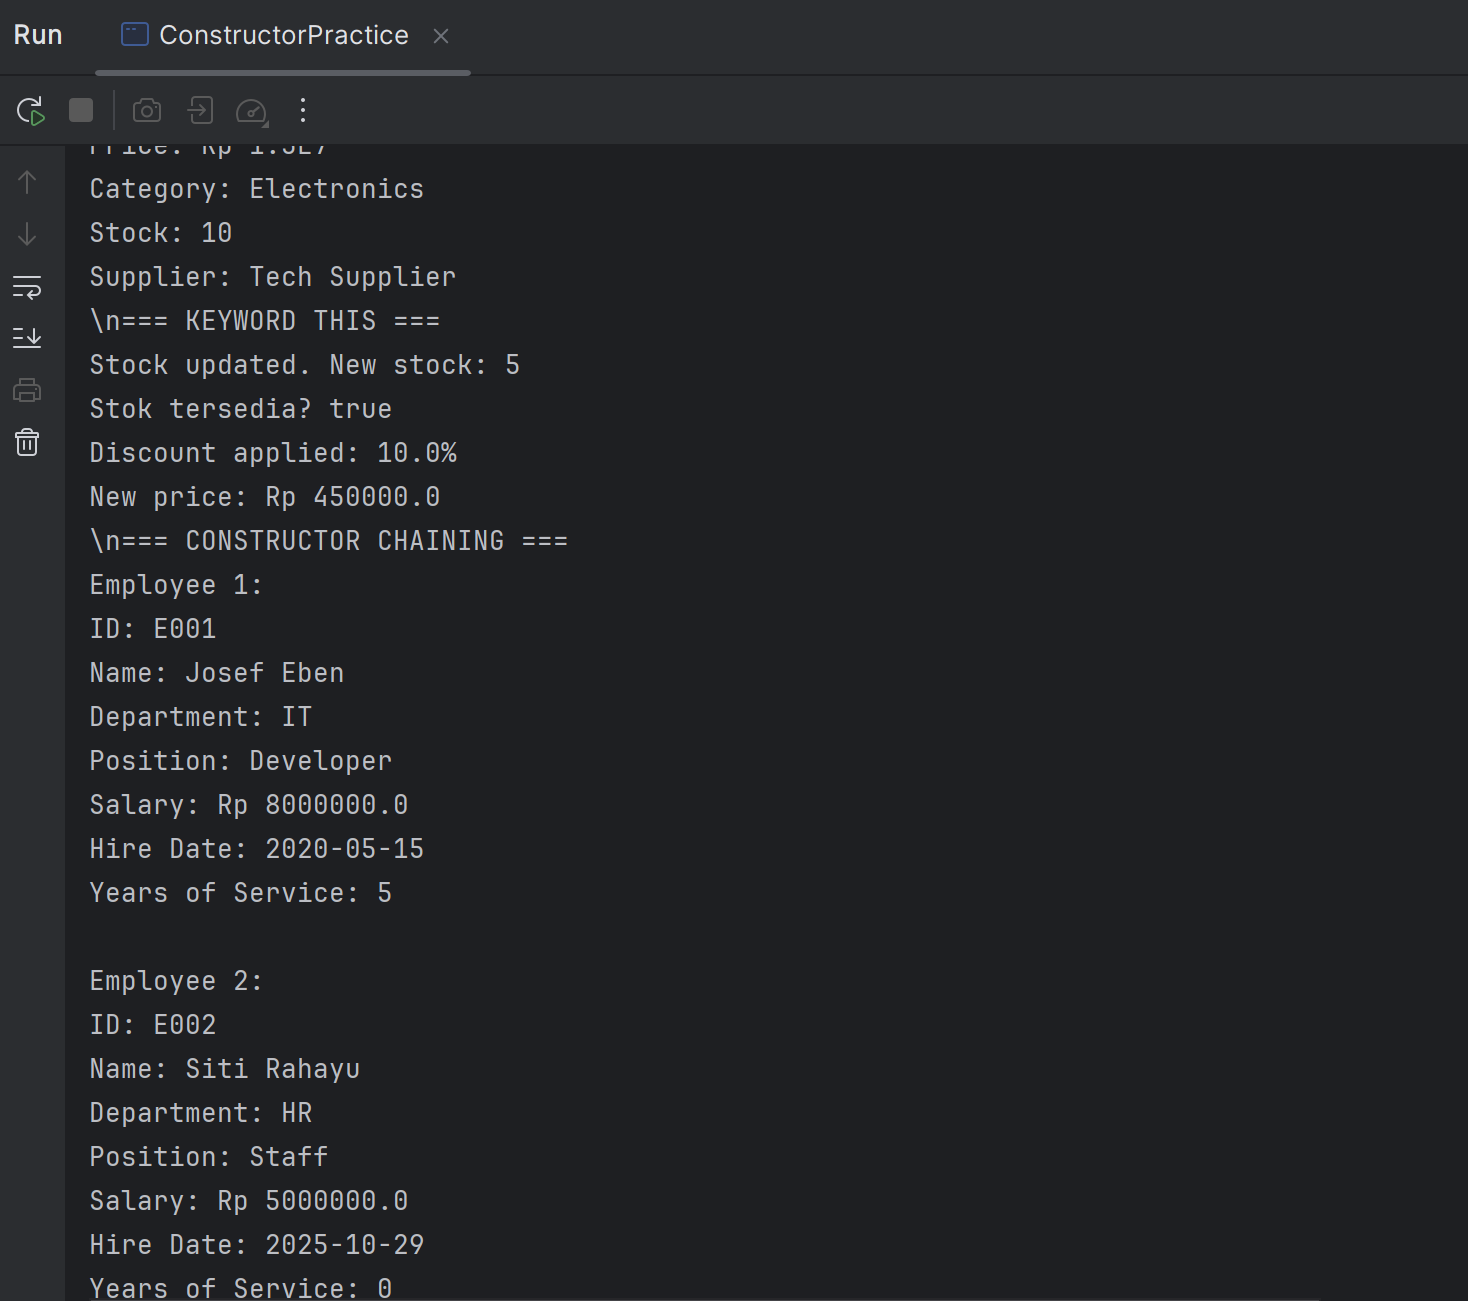 Run ConstructorPractice
Price: Rp
Category: Electronics
Stock: 10
Supplier: Tech Supplier
\n=== KEYWORD THIS ===
Stock updated. New stock: 5
Stok tersedia? true
Discount applied: 10.0%
New price: Rp 450000.0
\n=== CONSTRUCTOR CHAINING ===
Employee 1:
ID: E001
Name: Josef Eben
Department: IT
Position: Developer
Salary: Rp 8000000.0
Hire Date: 2020-05-15
Years of Service: 5
Employee 2:
ID: E002
Name: Siti Rahayu
Department: HR
Position: Staff
Salary: Rp 5000000.0
Hire Date: 2025-10-29
Years of Service: 0